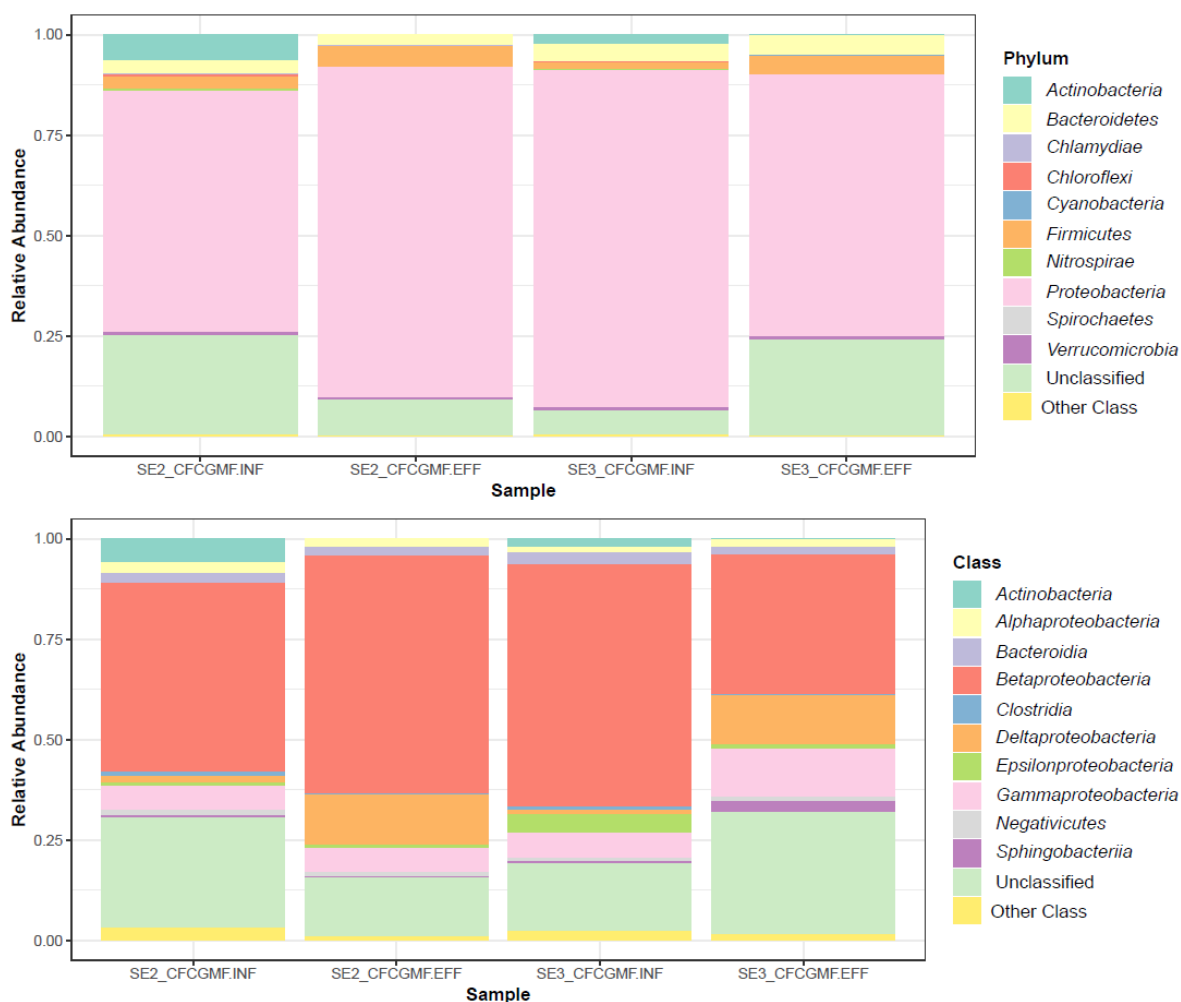 Relative Abundance
1.00
0.75
0.50
0.25
0.00
SE2_CFCGMF.INF SE2_CFCGMF.EFF SE3_CFCGMF.INF SE3_CFCGMF.EFF
Sample
Phylum
Actinobacteria
Bacteroidetes
Chlamydiae
Chloroflexi
Cyanobacteria
Firmicutes
Nitrospirae
Proteobacteria
Spirochaetes
Verrucomicrobia
Unclassified
Other Class
Relative Abundance
1.00
0.75
0.50
0.25
0.00
SE2_CFCGMF.INF SE2_CFCGMF.EFF SE3_CFCGMF.INF SE3_CFCGMF.EFF
Sample
Class
Actinobacteria
Alphaproteobacteria
Bacteroidia
Betaproteobacteria
Clostridia
Deltaproteobacteria
Epsilonproteobacteria
Gammaproteobacteria
Negativicutes
Sphingobacteriia
Unclassified
Other Class